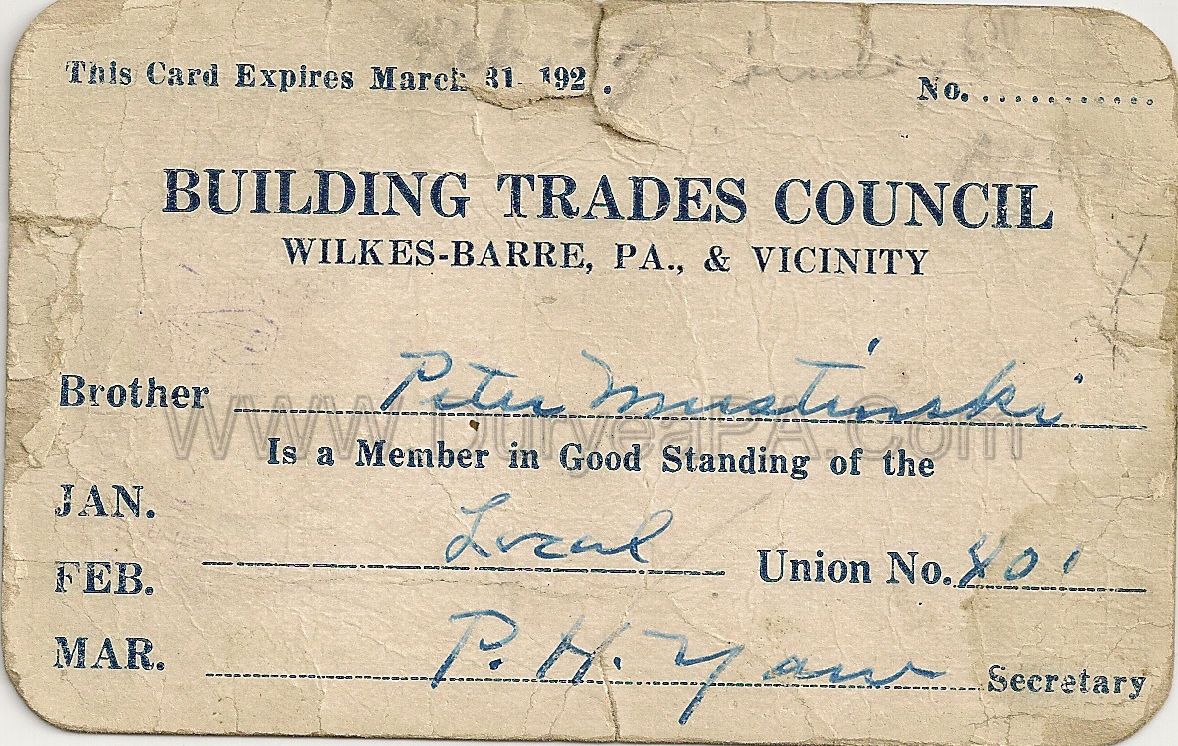 This Card Expires March 31 192 .
No. ............
BUILDING TRADES COUNCIL
WILKES-BARRE, PA., & VICINITY
Brother Peter Mustinski
www.DuryeaPA.com
Is a Member in Good Standing of the
JAN.
Local Union No. 401
FEB.
MAR.
P. H. Yaw Secretary